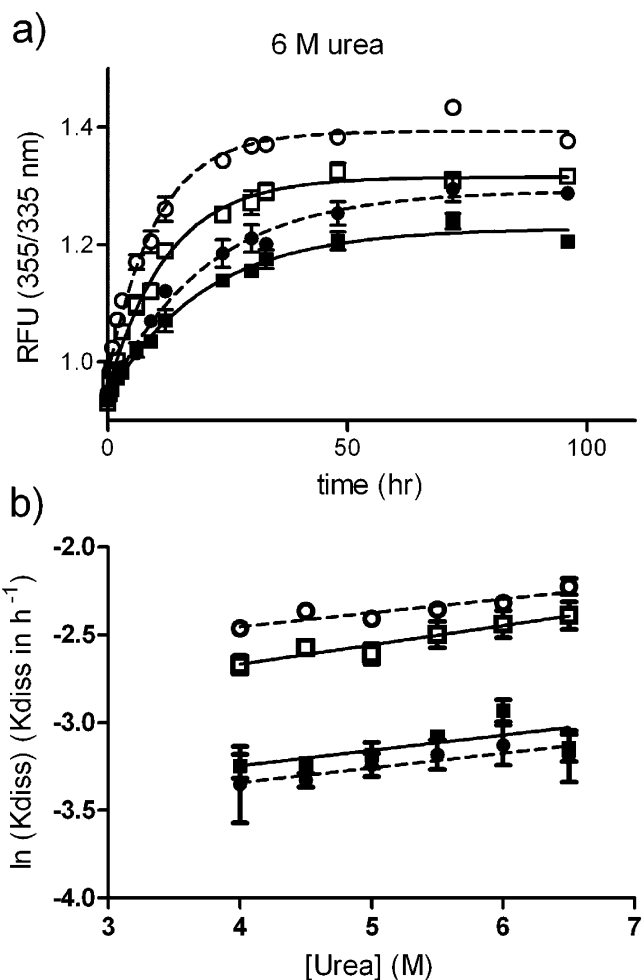 a)
6 M urea
1.4
1.2
1.0
RFU (355/335 nm)
0
50
100
time (hr)
b)
-2.0
-2.5
-3.0
-3.5
-4.0
ln (Kdiss) (Kdiss in h⁻¹)
3
4
5
6
7
[Urea] (M)